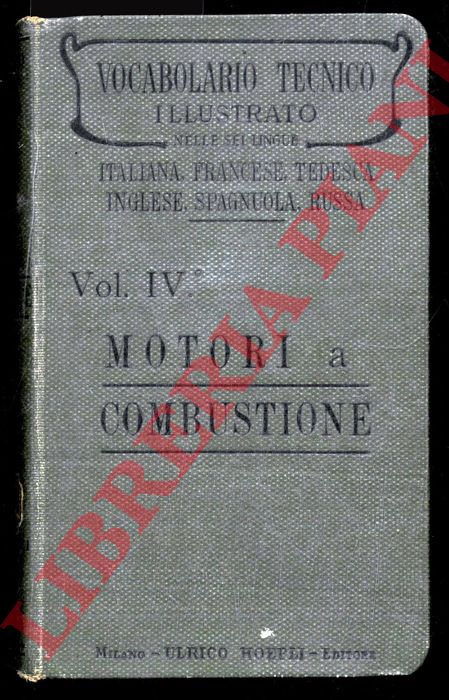 VOCABOLARIO TECNICO
ILLUSTRATO
NELLE SEI LINGUE
ITALIANA, FRANCESE, TEDESCA
INGLESE, SPAGNUOLA, RUSSA
Vol. IV.°
MOTORI a
COMBUSTIONE
MILANO - ULRICO HOEPLI - EDITORE
LIBRERIA PIANI